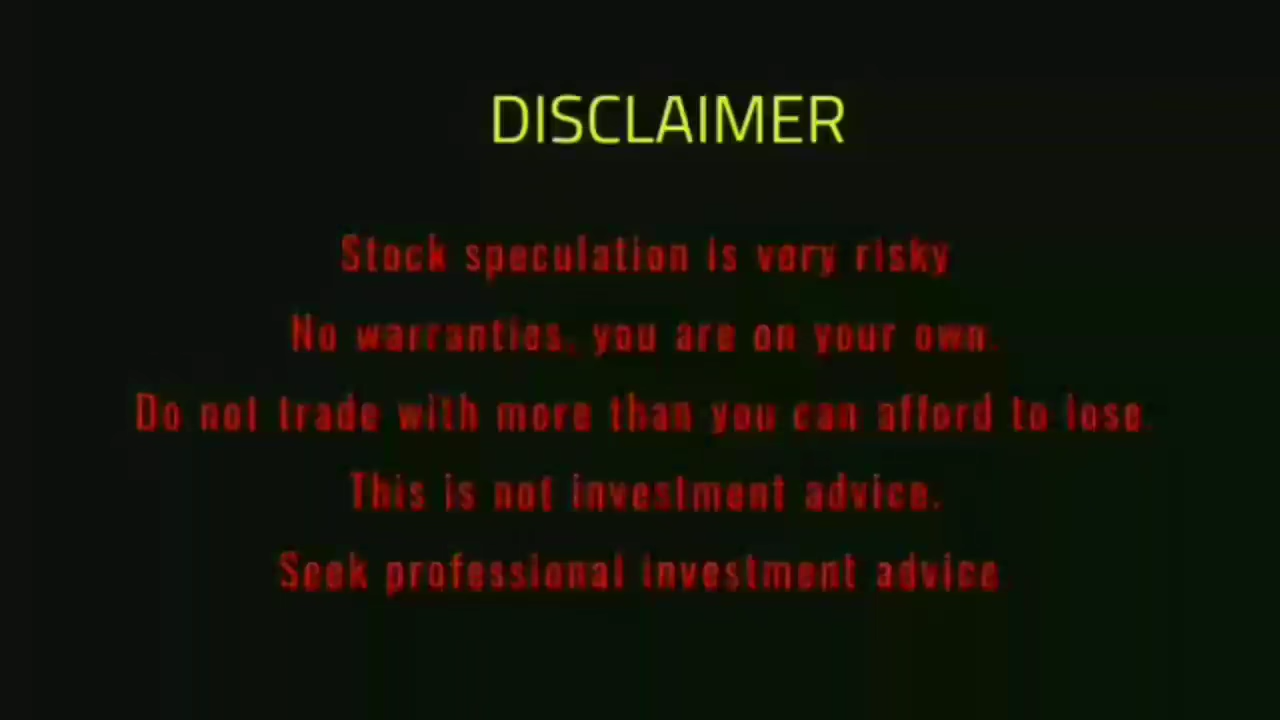 DISCLAIMER
Stock speculation is very risky
No warranties, you are on your own.
Do not trade with more than you can afford to lose.
This is not investment advice.
Seek professional investment advice